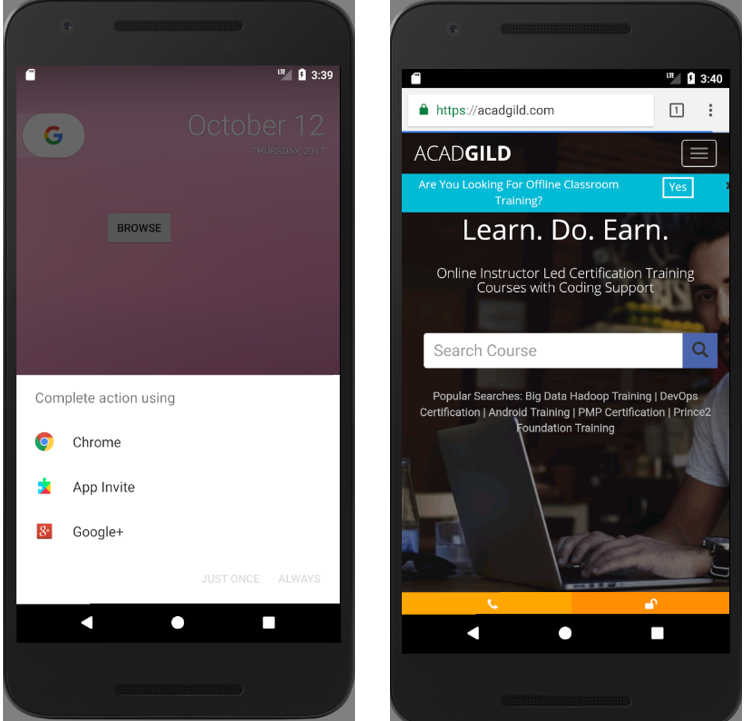 LTE 3:39
G
October 12
THURSDAY, 2017
BROWSE
Complete action using
Chrome
App Invite
g+ Google+
JUST ONCE ALWAYS
LTE 3:40
https://acadgild.com 1
ACADGILD
Are You Looking For Offline Classroom
Training?
Yes
Learn. Do. Earn.
Online Instructor Led Certification Training
Courses with Coding Support
Search Course
Popular Searches: Big Data Hadoop Training | DevOps
Certification | Android Training | PMP Certification | Prince2
Foundation Training